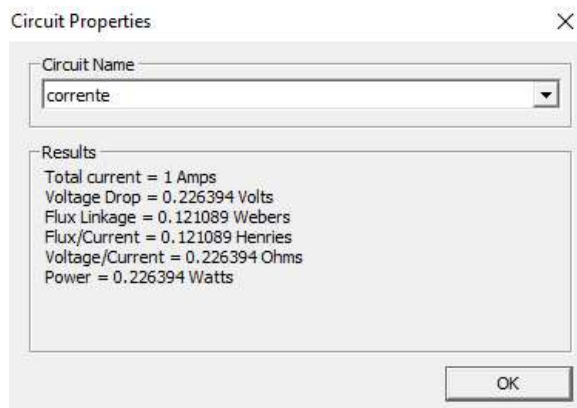 Circuit Properties
Circuit Name
corrente
Results
Total current = 1 Amps
Voltage Drop = 0.226394 Volts
Flux Linkage = 0.121089 Webers
Flux/Current = 0.121089 Henries
Voltage/Current = 0.226394 Ohms
Power = 0.226394 Watts
OK